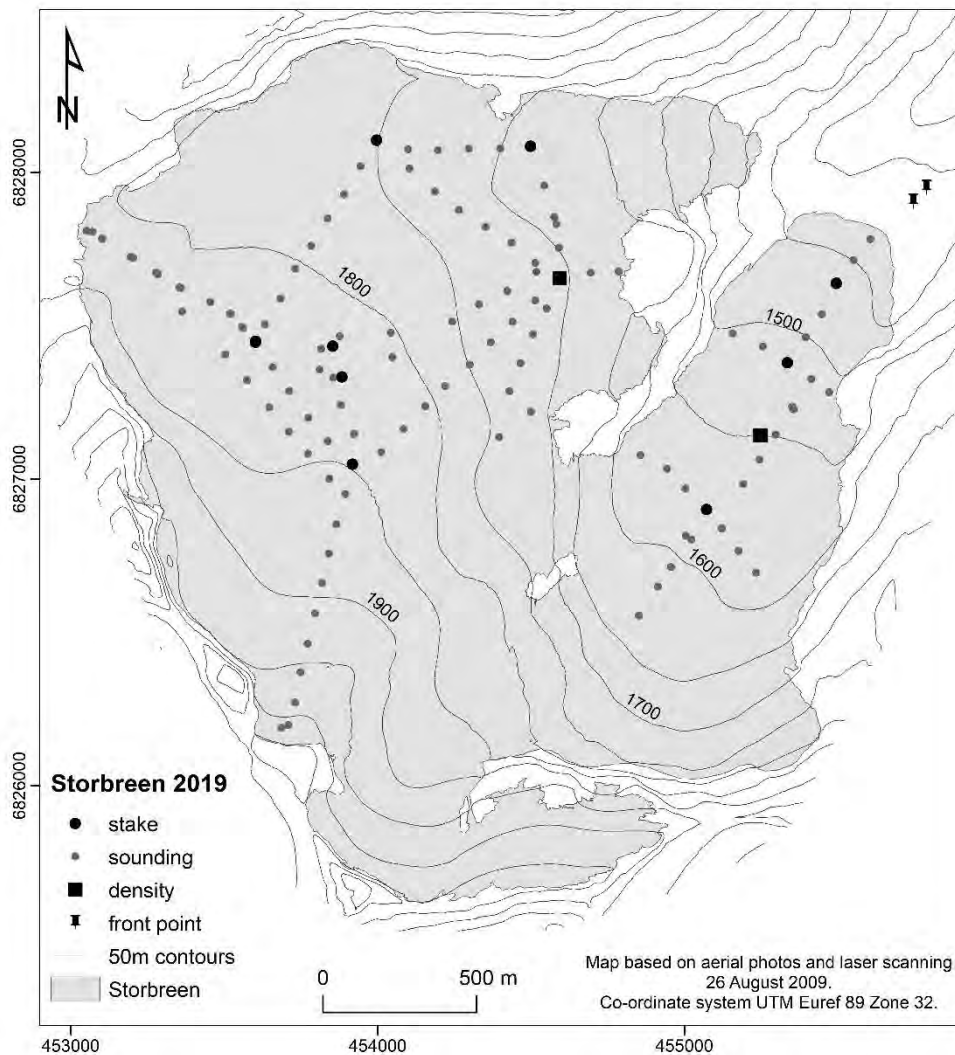 N
6828000
1800
1500
6827000
1600
1900
1700
6826000
Storbreen 2019
stake
sounding
density
front point
50m contours
Storbreen
0 500 m
Map based on aerial photos and laser scanning
26 August 2009.
Co-ordinate system UTM Euref 89 Zone 32.
453000 454000 455000